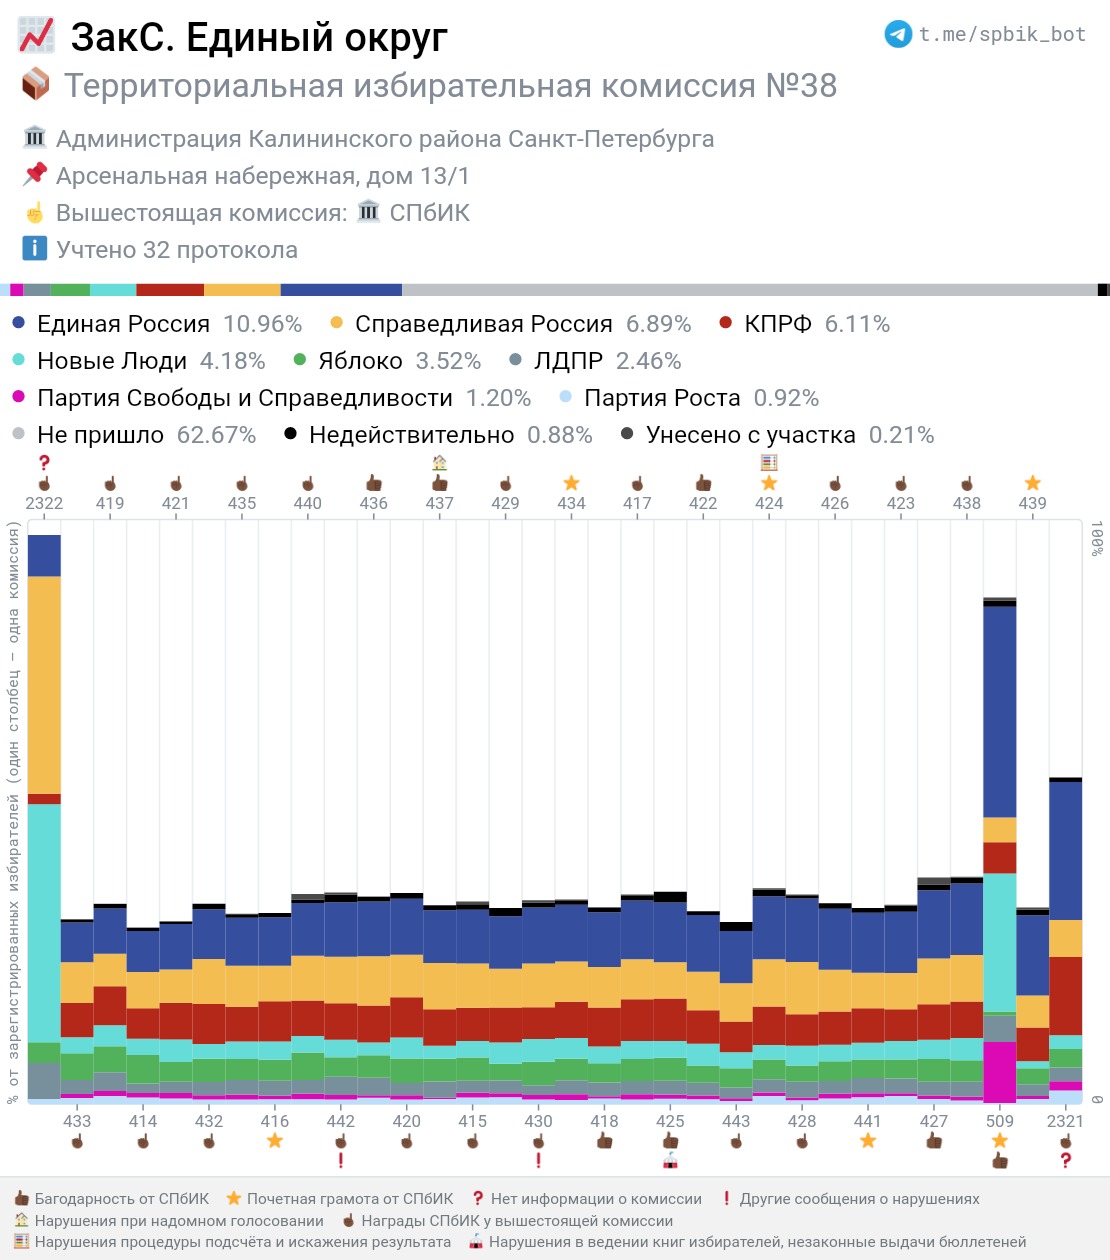 ЗакС. Единый округ
t.me/spbik_bot
Территориальная избирательная комиссия №38
Администрация Калининского района Санкт-Петербурга
Арсенальная набережная, дом 13/1
Вышестоящая комиссия: СПбИК
Учтено 32 протокола
Единая Россия 10.96% Справедливая Россия 6.89% КПРФ 6.11%
Новые Люди 4.18% Яблоко 3.52% ЛДПР 2.46%
Партия Свободы и Справедливости 1.20% Партия Роста 0.92%
Не пришло 62.67% Недействительно 0.88% Унесено с участка 0.21%
2322 419 421 435 440 436 437 429 434 417 422 424 426 423 438 439
% от зарегистрированных избирателей (один столбец – одна комиссия)
100%
0
433 414 432 416 442 420 415 430 418 425 443 428 441 427 509 2321
Багодарность от СПбИК Почетная грамота от СПбИК Нет информации о комиссии Другие сообщения о нарушениях
Нарушения при надомном голосовании Награды СПбИК у вышестоящей комиссии
Нарушения процедуры подсчёта и искажения результата Нарушения в ведении книг избирателей, незаконные выдачи бюллетеней